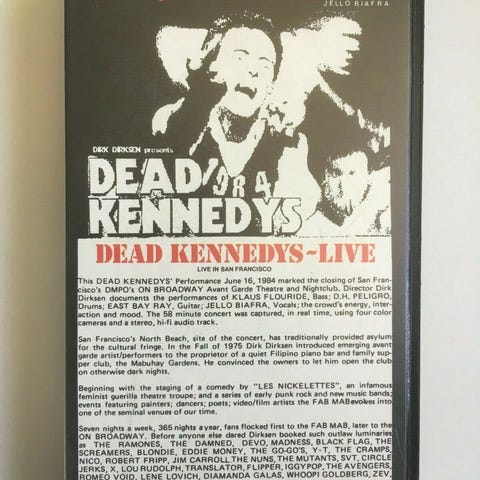 JELLO BIAFRA
DIRK DIRKSEN presents
DEAD 1984
KENNEDYS
DEAD KENNEDYS~LIVE
LIVE IN SAN FRANCISCO
This DEAD KENNEDYS' Performance June 16, 1984 marked the closing of San Fran-
cisco's DMPO's ON BROADWAY Avant Garde Theatre and Nightclub. Director Dirk
Dirksen documents the performances of KLAUS FLOURIDE, Bass; D.H. PELIGRO,
Drums; EAST BAY RAY, Guitar; JELLO BIAFRA, Vocals; the crowd's energy, inter-
action and mood. The 58 minute concert was captured, in real time, using four color
cameras and a stereo, hi-fi audio track.
San Francisco's North Beach, site of the concert, has traditionally provided asylum
for the cultural fringe. In the Fall of 1975 Dirk Dirksen introduced emerging avant
garde artist/performers to the proprietor of a quiet Filipino piano bar and family sup-
per club, the Mabuhay Gardens. He convinced the owners to let him open the club
on otherwise dark nights.
Beginning with the staging of a comedy by "LES NICKELETTES", an infamous
feminist guerilla theatre troupe; and a series of early punk rock and new music bands;
events featuring painters; dancers; poets; video/film artists the FAB MAB evolves into
one of the seminal venues of our time.
Seven nights a week, 365 nights a year, fans flocked first to the FAB MAB, later to the
ON BROADWAY. Before anyone else dared Dirksen booked such outlaw luminaries
as THE RAMONES, THE DAMNED, DEVO, MADNESS, BLACK FLAG, THE
SCREAMERS, BLONDIE, EDDIE MONEY, THE GO-GO'S, Y·T, THE CRAMPS,
NICO, ROBERT FRIPP, JIM CARROLL, THE NUNS, THE MUTANTS, SVT, CIRCLE
JERKS, X, LOU RUDOLPH, TRANSLATOR, FLIPPER, IGGY POP, THE AVENGERS,
ROMEO VOID, LENE LOVICH, DIAMANDA GALAS, WHOOPI GOLDBERG, ZEV,